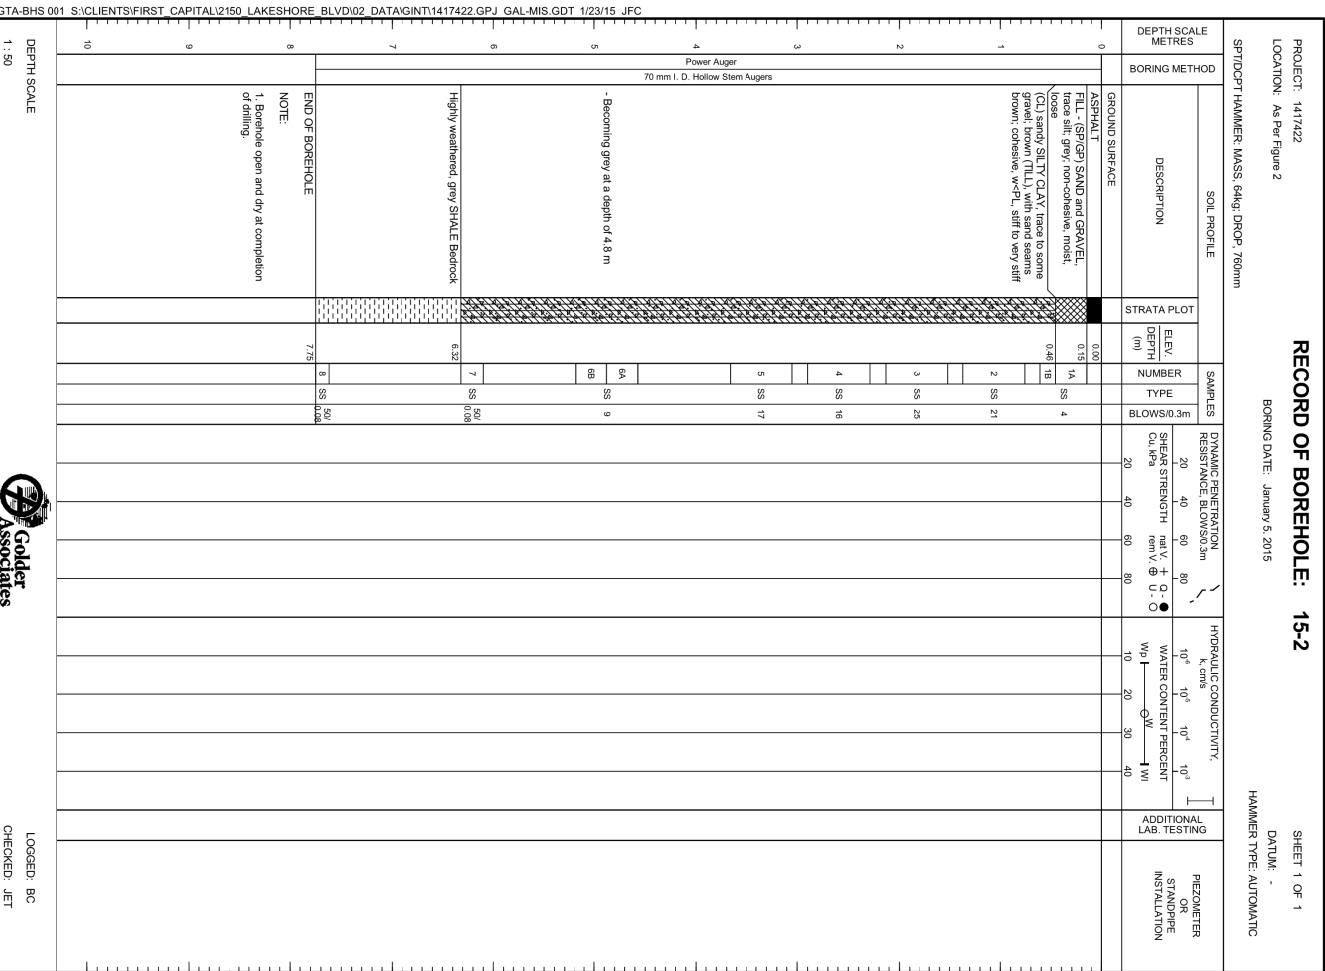 GTA-BHS 001 S:\CLIENTS\FIRST_CAPITAL\2150_LAKESHORE_BLVD\02_DATA\GINT\1417422.GPJ GAL-MIS.GDT 1/23/15 JFC
PROJECT: 1417422
LOCATION: As Per Figure 2
SPT/DCPT HAMMER: MASS, 64kg; DROP, 760mm
RECORD OF BOREHOLE: 15-2
BORING DATE: January 5, 2015
SHEET 1 OF 1
DATUM: -
HAMMER TYPE: AUTOMATIC
DEPTH SCALE
METRES
BORING METHOD
SOIL PROFILE
DESCRIPTION
STRATA PLOT
ELEV.
DEPTH
(m)
SAMPLES
NUMBER
TYPE
BLOWS/0.3m
DYNAMIC PENETRATION
RESISTANCE, BLOWS/0.3m
20 40 60 80
SHEAR STRENGTH nat V. + Q - ●
Cu, kPa rem V. ⊕ U - O
20 40 60 80
HYDRAULIC CONDUCTIVITY,
k, cm/s
10⁻⁶ 10⁻⁵ 10⁻⁴ 10⁻³
WATER CONTENT PERCENT
Wp W Wl
10 20 30 40
ADDITIONAL
LAB. TESTING
PIEZOMETER
OR
STANDPIPE
INSTALLATION
0
1
2
3
4
5
6
7
8
9
10
Power Auger
70 mm I. D. Hollow Stem Augers
GROUND SURFACE
0.00
ASPHALT
0.15
FILL - (SP/GP) SAND and GRAVEL,
trace silt; grey; non-cohesive, moist,
loose
0.46
(CL) sandy SILTY CLAY, trace to some
gravel; brown (TILL), with sand seams
brown; cohesive, w<PL, stiff to very stiff
- Becoming grey at a depth of 4.8 m
Highly weathered, grey SHALE Bedrock
6.32
END OF BOREHOLE
7.75
NOTE:
1. Borehole open and dry at completion
of drilling.
1A SS 4
1B
2 SS 21
3 SS 25
4 SS 16
5 SS 17
6A SS 9
6B
7 SS 50/
0.08
8 SS 50/
0.08
DEPTH SCALE
1 : 50
Golder
Associates
LOGGED: BC
CHECKED: JET